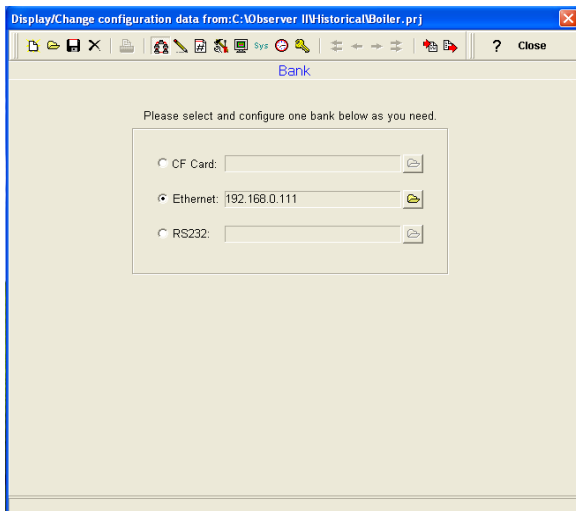 Display/Change configuration data from:C:\Observer II\Historical\Boiler.prj
Sys ? Close
Bank
Please select and configure one bank below as you need.
CF Card:
Ethernet: 192.168.0.111
RS232: